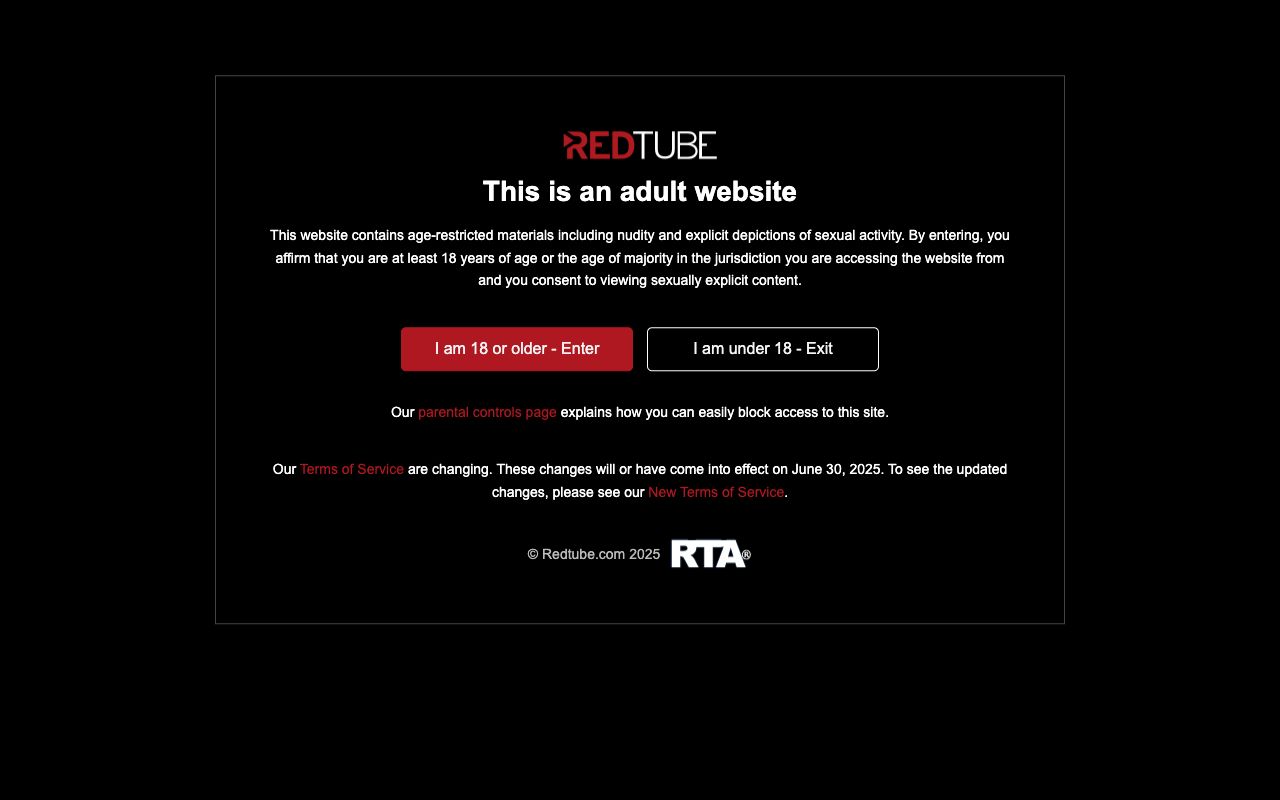 REDTUBE
This is an adult website
This website contains age-restricted materials including nudity and explicit depictions of sexual activity. By entering, you
affirm that you are at least 18 years of age or the age of majority in the jurisdiction you are accessing the website from
and you consent to viewing sexually explicit content.
I am 18 or older - Enter
I am under 18 - Exit
Our parental controls page explains how you can easily block access to this site.
Our Terms of Service are changing. These changes will or have come into effect on June 30, 2025. To see the updated
changes, please see our New Terms of Service.
© Redtube.com 2025 RTA®